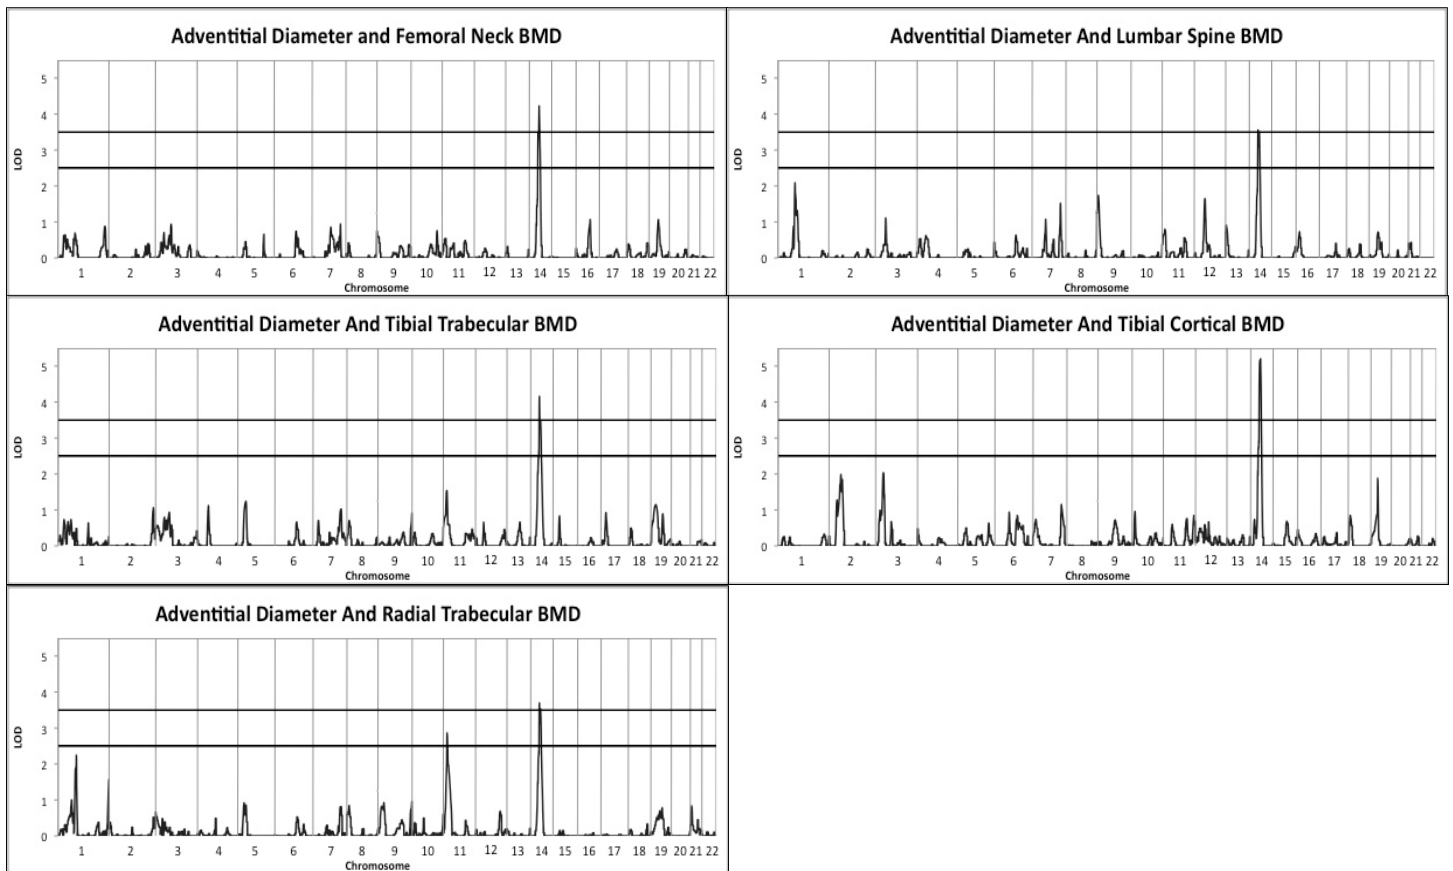 Adventitial Diameter and Femoral Neck BMD
5
4
3
2
1
0
LOD
1 2 3 4 5 6 7 8 9 10 11 12 13 14 15 16 17 18 19 20 21 22
Chromosome
Adventitial Diameter And Lumbar Spine BMD
5
4
3
2
1
0
LOD
1 2 3 4 5 6 7 8 9 10 11 12 13 14 15 16 17 18 19 20 21 22
Chromosome
Adventitial Diameter And Tibial Trabecular BMD
5
4
3
2
1
0
LOD
1 2 3 4 5 6 7 8 9 10 11 12 13 14 15 16 17 18 19 20 21 22
Chromosome
Adventitial Diameter And Tibial Cortical BMD
5
4
3
2
1
0
LOD
1 2 3 4 5 6 7 8 9 10 11 12 13 14 15 16 17 18 19 20 21 22
Chromosome
Adventitial Diameter And Radial Trabecular BMD
5
4
3
2
1
0
LOD
1 2 3 4 5 6 7 8 9 10 11 12 13 14 15 16 17 18 19 20 21 22
Chromosome